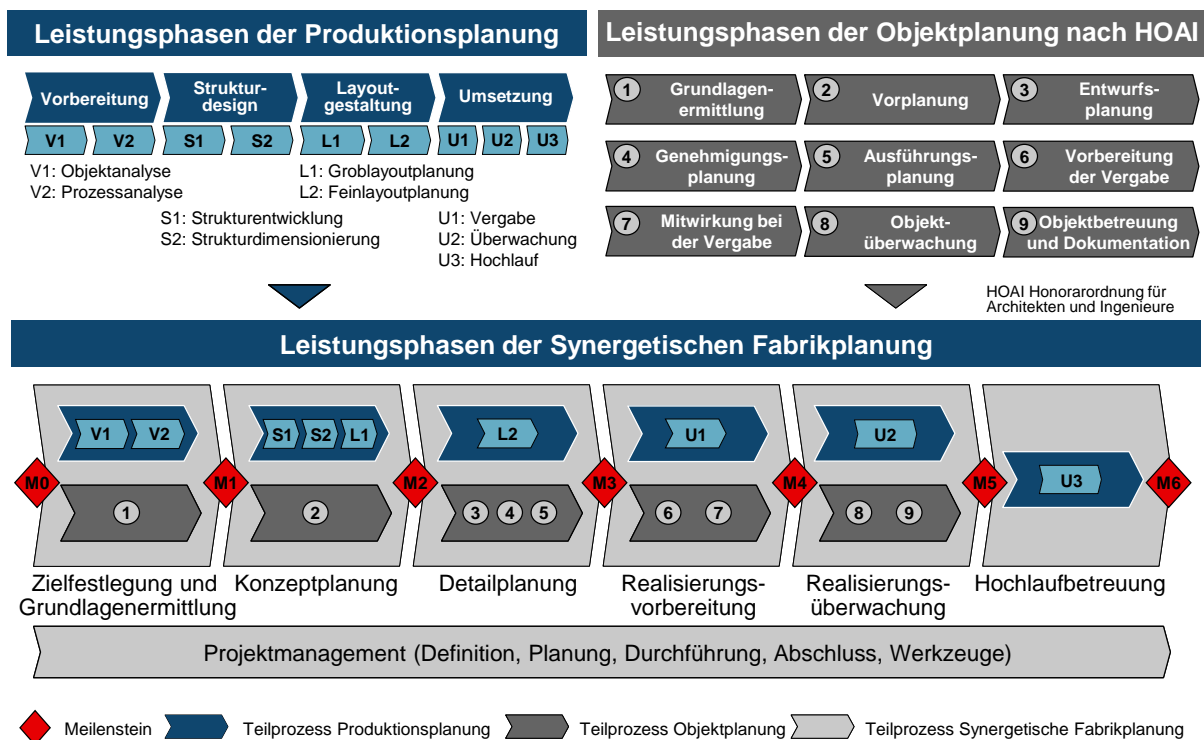 Leistungsphasen der Produktionsplanung
Vorbereitung
Struktur-
design
Layout-
gestaltung
Umsetzung
V1 V2 S1 S2 L1 L2 U1 U2 U3
V1: Objektanalyse
V2: Prozessanalyse
L1: Groblayoutplanung
L2: Feinlayoutplanung
S1: Strukturentwicklung
S2: Strukturdimensionierung
U1: Vergabe
U2: Überwachung
U3: Hochlauf
Leistungsphasen der Objektplanung nach HOAI
1 Grundlagen-
ermittlung
2 Vorplanung
3 Entwurfs-
planung
4 Genehmigungs-
planung
5 Ausführungs-
planung
6 Vorbereitung
der Vergabe
7 Mitwirkung bei
der Vergabe
8 Objekt-
überwachung
9 Objektbetreuung
und Dokumentation
HOAI Honorarordnung für
Architekten und Ingenieure
Leistungsphasen der Synergetischen Fabrikplanung
V1 V2 S1 S2 L1 L2 U1 U2
U3
M0 M1 M2 M3 M4 M5 M6
1 2 3 4 5 6 7 8 9
Zielfestlegung und
Grundlagenermittlung
Konzeptplanung
Detailplanung
Realisierungs-
vorbereitung
Realisierungs-
überwachung
Hochlaufbetreuung
Projektmanagement (Definition, Planung, Durchführung, Abschluss, Werkzeuge)
Meilenstein
Teilprozess Produktionsplanung
Teilprozess Objektplanung
Teilprozess Synergetische Fabrikplanung